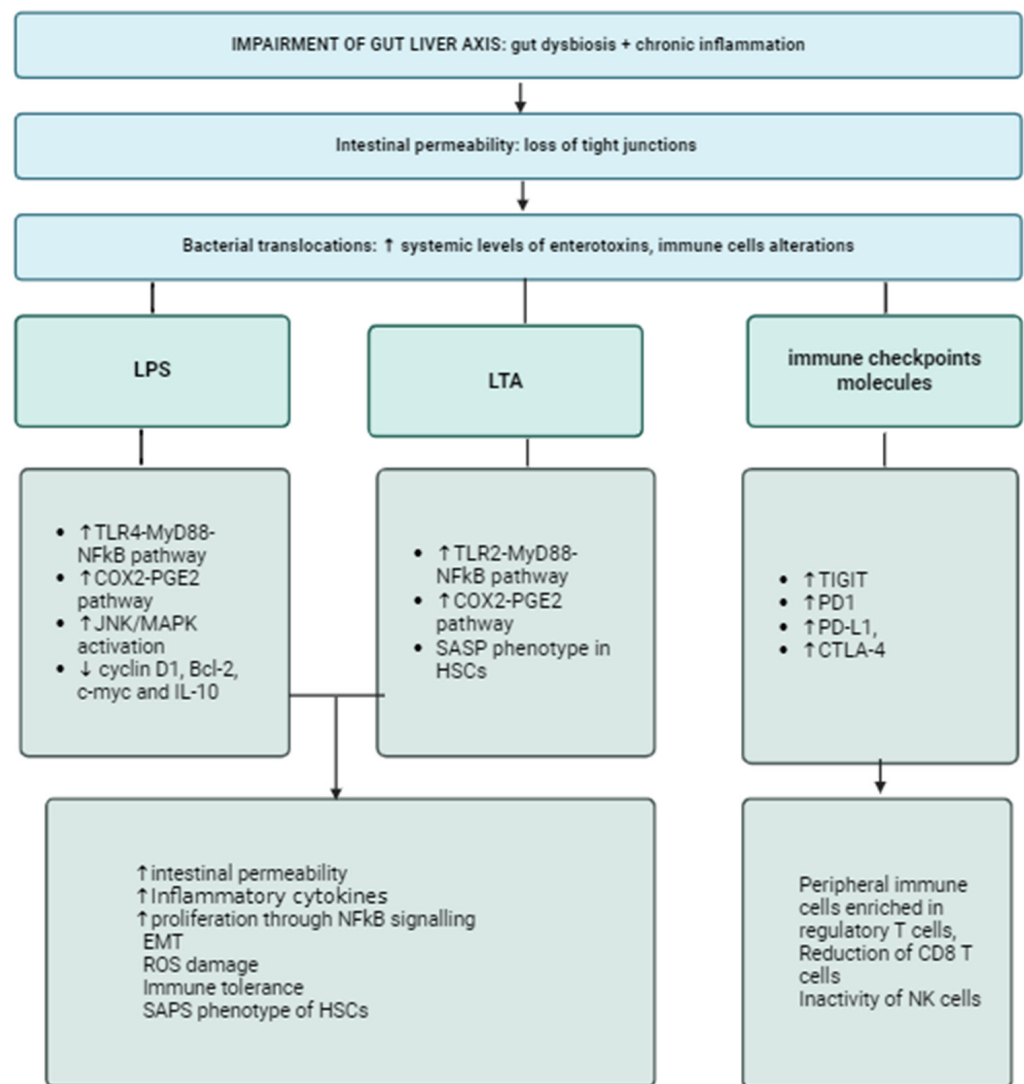 IMPAIRMENT OF GUT LIVER AXIS: gut dysbiosis + chronic inflammation
Intestinal permeability: loss of tight junctions
Bacterial translocations: ↑ systemic levels of enterotoxins, immune cells alterations
LPS
LTA
immune checkpoints
molecules
• ↑TLR4-MyD88-
NFkB pathway
• ↑COX2-PGE2
pathway
• ↑JNK/MAPK
activation
• ↓ cyclin D1, Bcl-2,
c-myc and IL-10
• ↑TLR2-MyD88-
NFkB pathway
• ↑COX2-PGE2
pathway
• SASP phenotype in
HSCs
• ↑TIGIT
• ↑PD1
• ↑PD-L1,
• ↑CTLA-4
↑intestinal permeability
↑Inflammatory cytokines
↑proliferation through NFkB signalling
EMT
ROS damage
Immune tolerance
SAPS phenotype of HSCs
Peripheral immune
cells enriched in
regulatory T cells,
Reduction of CD8 T
cells
Inactivity of NK cells